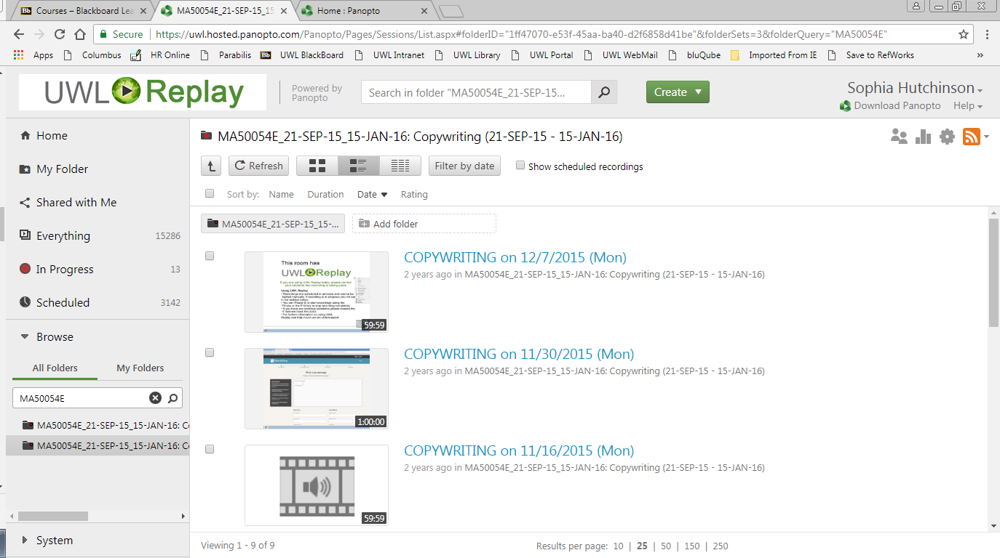 Courses – Blackboard Lea
MA50054E_21-SEP-15_15
Home : Panopto
Secure
https://uwl.hosted.panopto.com/Panopto/Pages/Sessions/List.aspx#folderID="1ff47070-e53f-45aa-ba40-d2f6858d41be"&folderSets=3&folderQuery="MA50054E"
Apps Columbus HR Online Parabilis Bb UWL BlackBoard UWL Intranet UWL Library UWL Portal UWL WebMail bluQube Imported From IE Save to RefWorks »
UWL Replay
Powered by
Panopto
Search in folder "MA50054E_21-SEP-15...
Create
Sophia Hutchinson
Download Panopto Help
Home
My Folder
Shared with Me
Everything 15286
In Progress 13
Scheduled 3142
Browse
All Folders My Folders
MA50054E
MA50054E_21-SEP-15_15-JAN-16: Co
MA50054E_21-SEP-15_15-JAN-16: Co
System
MA50054E_21-SEP-15_15-JAN-16: Copywriting (21-SEP-15 - 15-JAN-16)
Refresh
Filter by date
Show scheduled recordings
Sort by: Name Duration Date Rating
MA50054E_21-SEP-15_15-...
Add folder
This room has
UWL Replay
Using UWL Replay
59:59
COPYWRITING on 12/7/2015 (Mon)
2 years ago in MA50054E_21-SEP-15_15-JAN-16: Copywriting (21-SEP-15 - 15-JAN-16)
1:00:00
COPYWRITING on 11/30/2015 (Mon)
2 years ago in MA50054E_21-SEP-15_15-JAN-16: Copywriting (21-SEP-15 - 15-JAN-16)
59:59
COPYWRITING on 11/16/2015 (Mon)
2 years ago in MA50054E_21-SEP-15_15-JAN-16: Copywriting (21-SEP-15 - 15-JAN-16)
Viewing 1 - 9 of 9
Results per page: 10 | 25 | 50 | 150 | 250